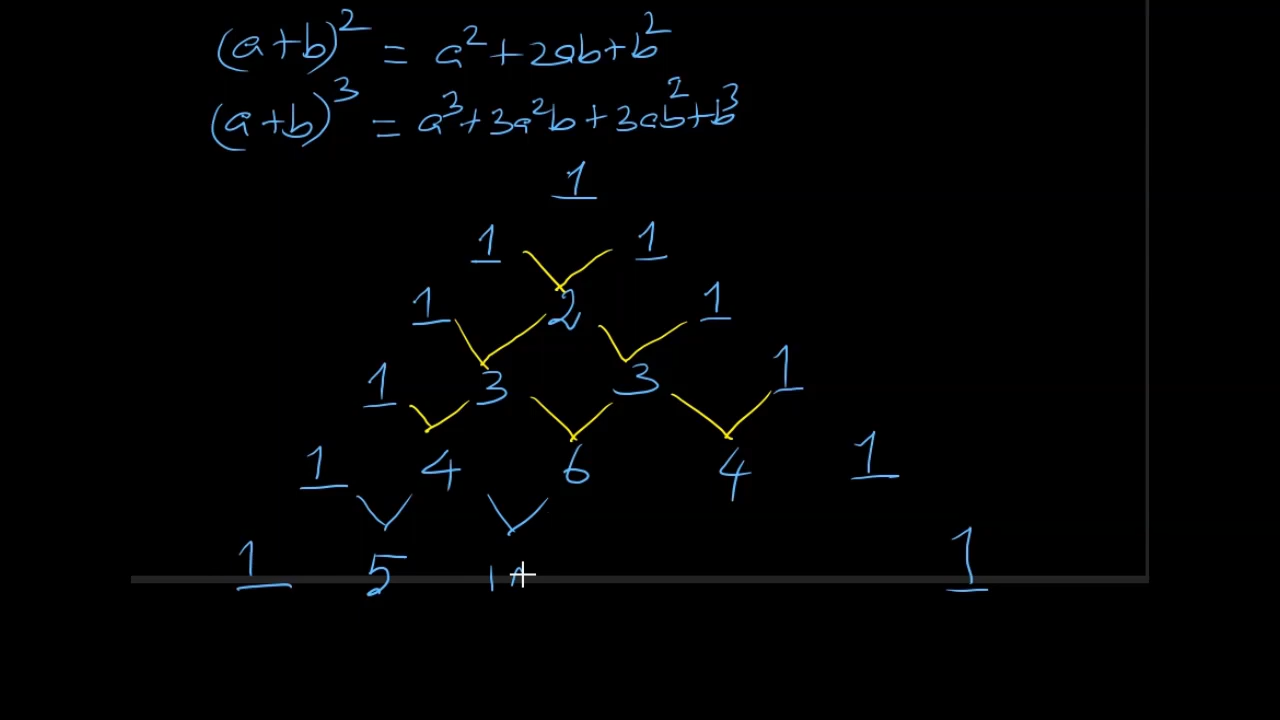 (a+b)² = a²+2ab+b²
(a+b)³ = a³+3a²b+3ab²+b³
1
1 1
1 2 1
1 3 3 1
1 4 6 4 1
1 5 1 1